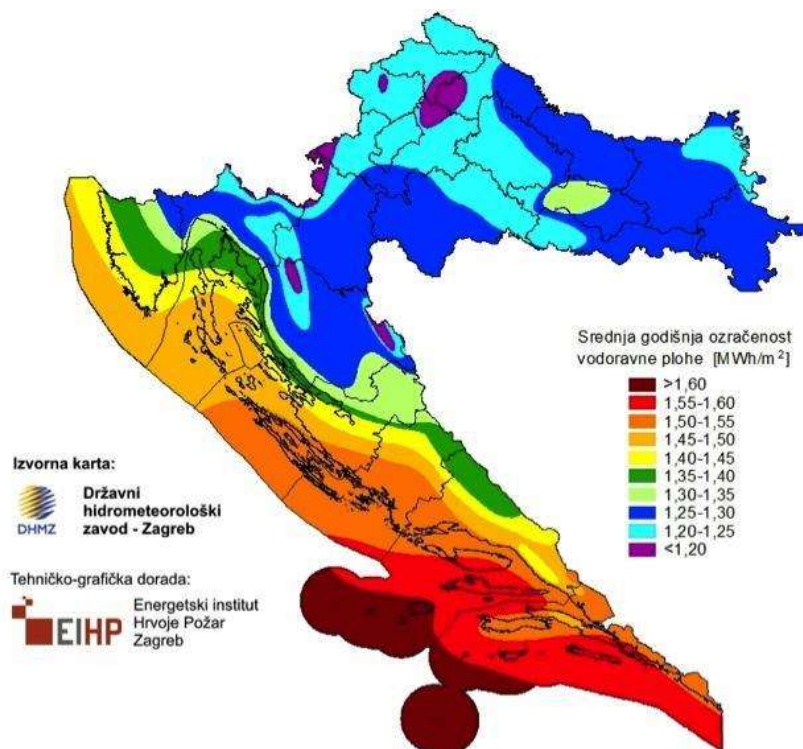 Srednja godišnja ozračenost
vodoravne plohe [MWh/m²]
>1,60
1,55-1,60
1,50-1,55
1,45-1,50
1,40-1,45
1,35-1,40
1,30-1,35
1,25-1,30
1,20-1,25
<1,20
Izvorna karta:
DHMZ
Državni
hidrometeorološki
zavod - Zagreb
Tehničko-grafička dorada:
EIHP
Energetski institut
Hrvoje Požar
Zagreb